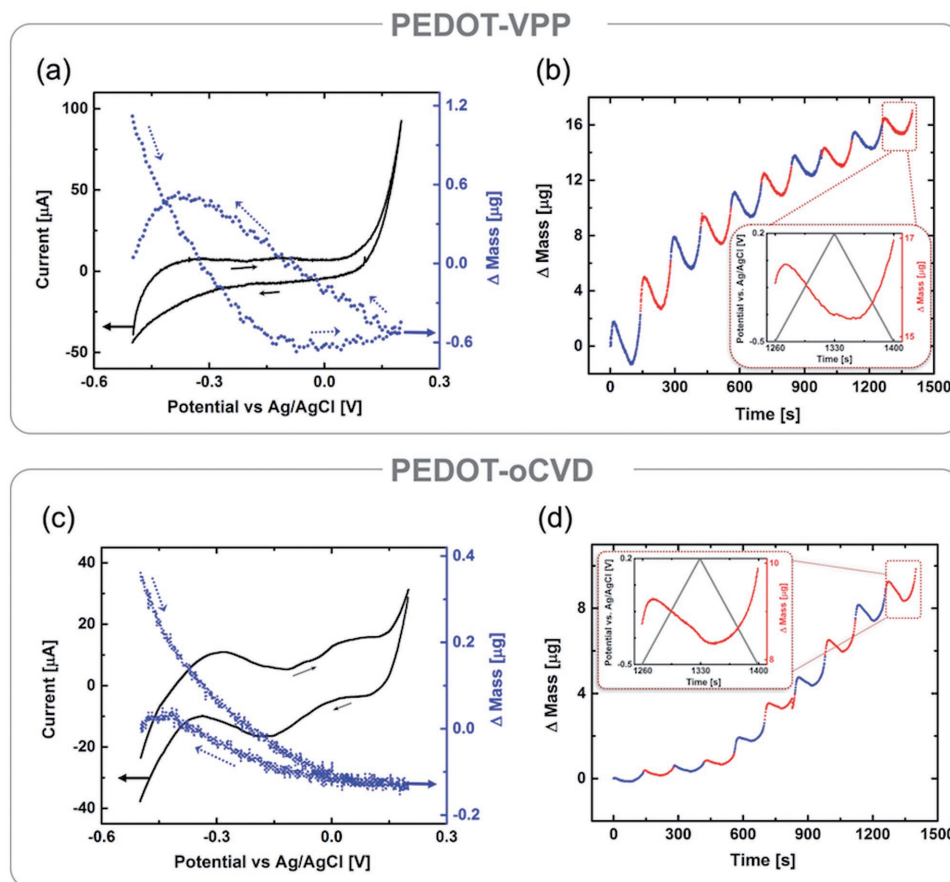 PEDOT-VPP
(a)
100
50
0
-50
Current [µA]
-0.6
-0.3
0.0
0.3
Potential vs Ag/AgCl [V]
1.2
0.6
0.0
-0.6
Δ Mass [µg]
(b)
16
12
8
4
0
Δ Mass [µg]
0
300
600
900
1200
1500
Time [s]
0.2
-0.5
Potential vs. Ag/AgCl [V]
17
15
Δ Mass [µg]
1260
1330
1400
Time [s]
PEDOT-oCVD
(c)
40
20
0
-20
-40
Current [µA]
-0.6
-0.3
0.0
0.3
Potential vs Ag/AgCl [V]
0.4
0.2
0.0
-0.2
Δ Mass [µg]
(d)
8
4
0
Δ Mass [µg]
0
300
600
900
1200
1500
Time [s]
0.2
-0.5
Potential vs. Ag/AgCl [V]
10
8
Δ Mass [µg]
1260
1330
1400
Time [s]